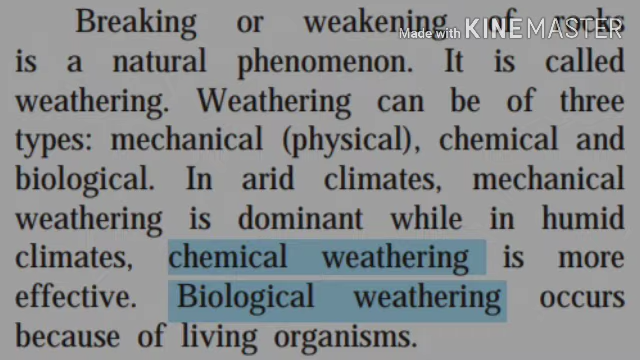 Breaking or weakening of rocks
Made with KINEMASTER
is a natural phenomenon. It is called
weathering. Weathering can be of three
types: mechanical (physical), chemical and
biological. In arid climates, mechanical
weathering is dominant while in humid
climates, chemical weathering is more
effective. Biological weathering occurs
because of living organisms.